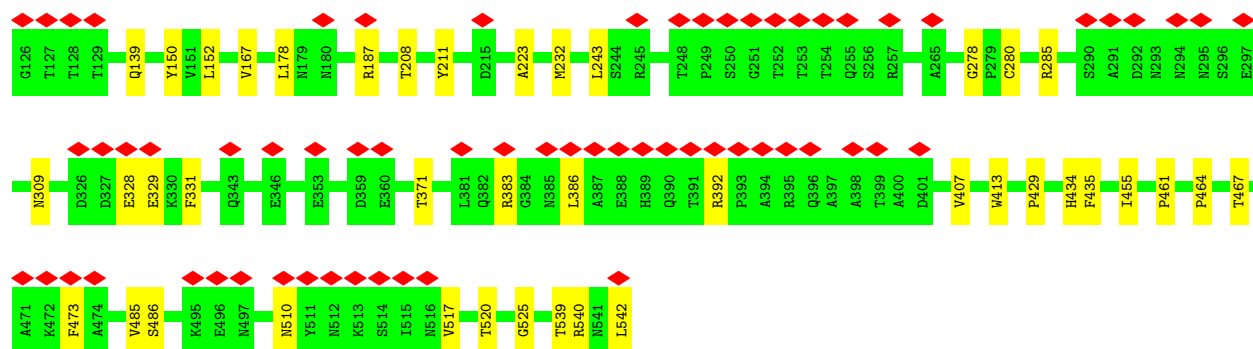 G126 T127 T128 T129 Q139 Y150 V151 L152 V167 L178 N179 N180 R187 T208 Y211 D215 A223 M232 L243 S244 R245 T248 P249 S250 G251 T252 T253 T254 Q255 S256 R257 A265 G278 P279 C280 R285 S290 A291 D292 N293 N294 N295 S296 E297
N309 D326 D327 E328 E329 K330 F331 Q343 E346 E353 D359 E360 T371 L381 Q382 R383 G384 N385 L386 A387 E388 H389 Q390 T391 R392 P393 A394 R395 Q396 A397 A398 T399 A400 D401 V407 W413 P429 H434 F435 I455 P461 P464 T467
A471 K472 F473 A474 V485 S486 K495 E496 N497 N510 Y511 N512 K513 S514 I515 N516 V517 T520 G525 T539 R540 N541 L542